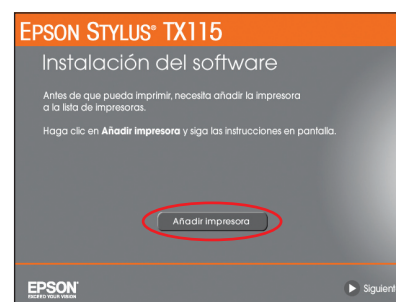 EPSON STYLUS® TX115
Instalación del software
Antes de que pueda imprimir, necesita añadir la impresora
a la lista de impresoras.
Haga clic en Añadir impresora y siga las instrucciones en pantalla.
Añadir impresora
EPSON®
EXCEED YOUR VISION
Siguient